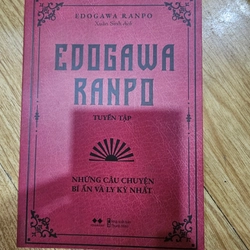 EDOGAWA RANPO
EDOGAWA
RANPO
TUYỂN TẬP
NHỮNG CÂU CHUYỆN
BÍ ẨN VÀ LY KỲ NHẤT